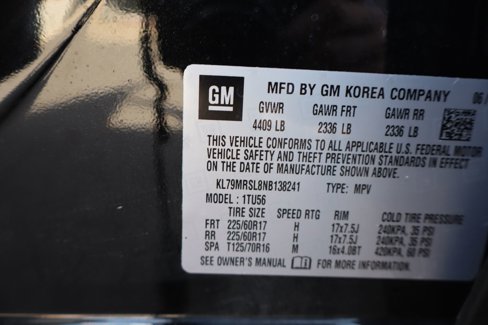 GM
MFD BY GM KOREA COMPANY 06/
GVWR GAWR FRT GAWR RR
4409 LB 2336 LB 2336 LB
THIS VEHICLE CONFORMS TO ALL APPLICABLE U.S. FEDERAL MOTOR
VEHICLE SAFETY AND THEFT PREVENTION STANDARDS IN EFFECT
ON THE DATE OF MANUFACTURE SHOWN ABOVE.
KL79MRSL8NB138241 TYPE: MPV
MODEL : 1TU56
TIRE SIZE SPEED RTG RIM COLD TIRE PRESSURE
FRT 225/60R17 H 17x7.5J 240KPA, 35 PSI
RR 225/60R17 H 17x7.5J 240KPA, 35 PSI
SPA T125/70R16 M 16x4.0BT 420KPA, 60 PSI
SEE OWNER'S MANUAL FOR MORE INFORMATION.